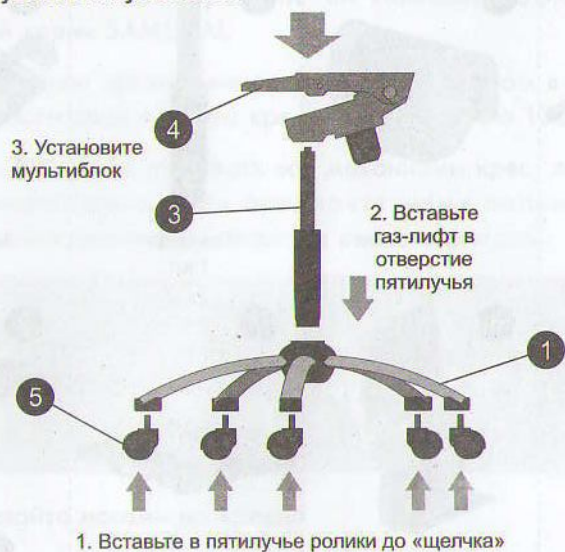 4
3. Установите
мультиблок
3
2. Вставьте
газ-лифт в
отверстие
пятилучья
1
5
1. Вставьте в пятилучье ролики до «щелчка»